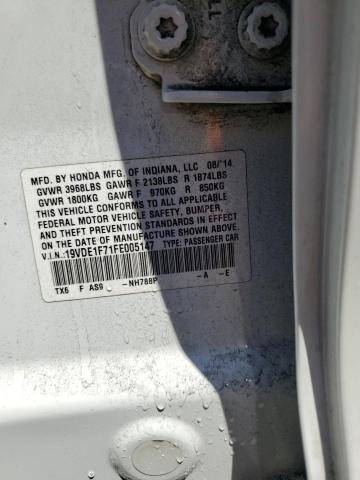 MFD. BY HONDA MFG. OF INDIANA, LLC 08/'14
GVWR 3968LBS GAWR F 2138LBS R 1874LBS
GVWR 1800KG GAWR F 970KG R 850KG
THIS VEHICLE CONFORMS TO ALL APPLICABLE
FEDERAL MOTOR VEHICLE SAFETY, BUMPER,
AND THEFT PREVENTION STANDARDS IN EFFECT
ON THE DATE OF MANUFACTURE SHOWN ABOVE.
V.I.N.:19VDE1F71FE005147 TYPE: PASSENGER CAR
TX6 F AS9 -NH788P -A -E